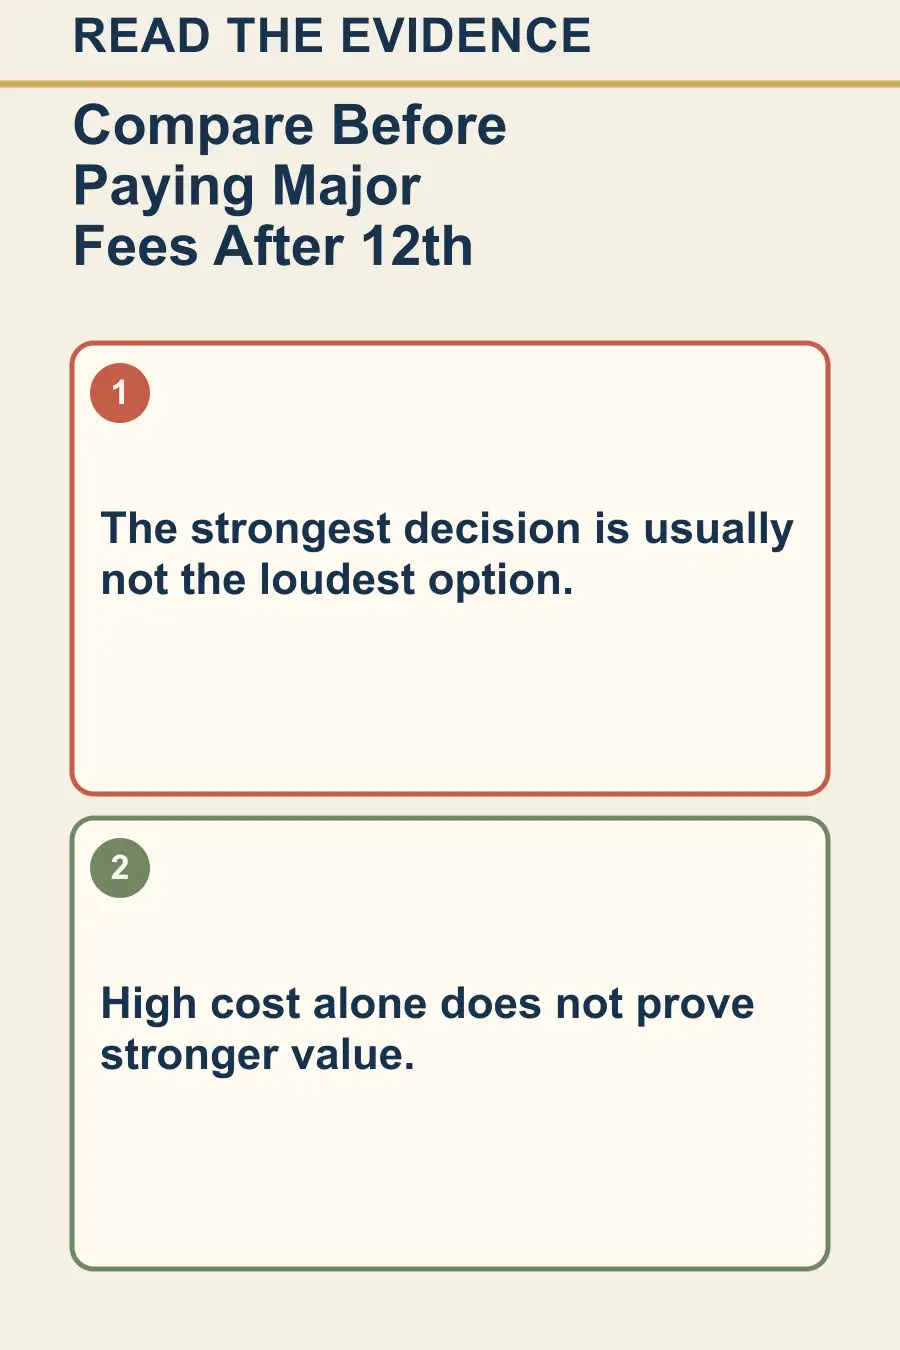 READ THE EVIDENCE
Compare Before
Paying Major
Fees After 12th
1
The strongest decision is usually
not the loudest option.
2
High cost alone does not prove
stronger value.